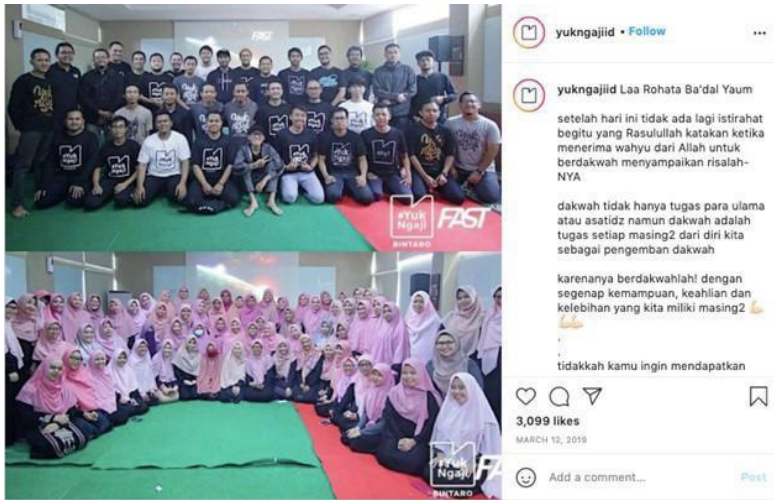 FAST
#Yuk
Ngaji
BINTARO
FAST
#Yuk
Ngaji
BINTARO
yukngajiid • Follow
yukngajiid Laa Rohata Ba'dal Yaum
setelah hari ini tidak ada lagi istirahat
begitu yang Rasulullah katakan ketika
menerima wahyu dari Allah untuk
berdakwah menyampaikan risalah-
NYA
dakwah tidak hanya tugas para ulama
atau asatidz namun dakwah adalah
tugas setiap masing2 dari diri kita
sebagai pengemban dakwah
karenanya berdakwahlah! dengan
segenap kemampuan, keahlian dan
kelebihan yang kita miliki masing2 💪🏻
💪🏻💪🏻
.
.
tidakkah kamu ingin mendapatkan
3,099 likes
MARCH 12, 2019
Add a comment...
Post